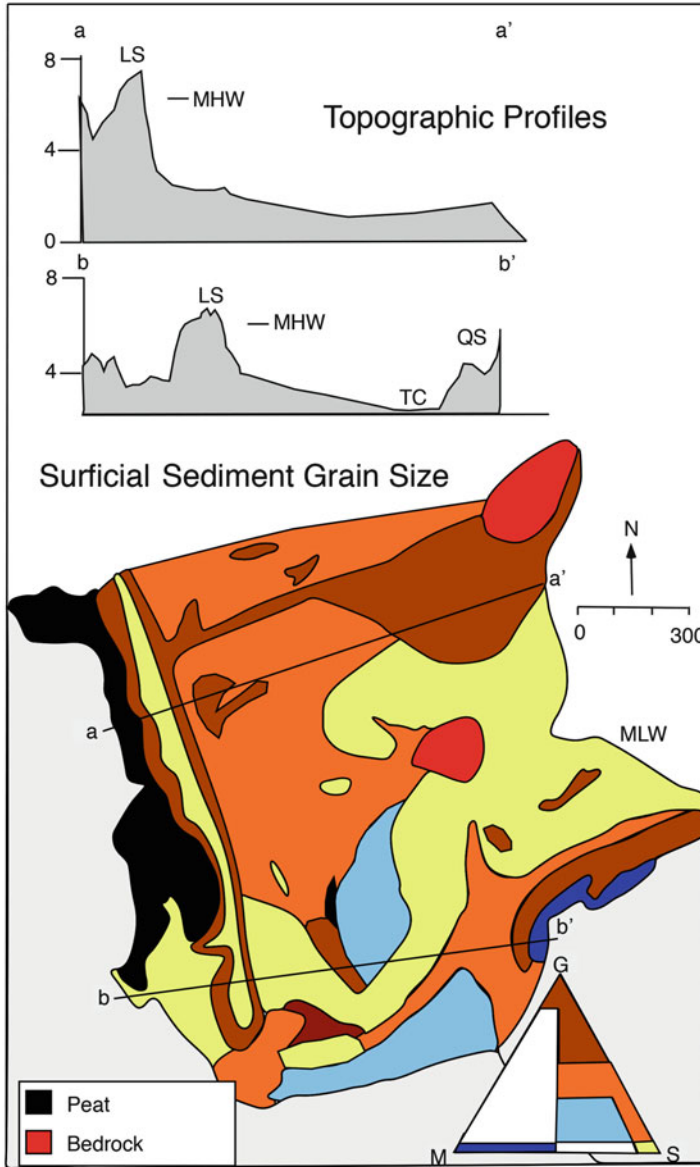 a
a'
8
LS
MHW
Topographic Profiles
4
0
b
b'
8
LS
MHW
QS
4
TC
Surficial Sediment Grain Size
N
a'
0
300
a
MLW
b'
b
G
Peat
Bedrock
M
S